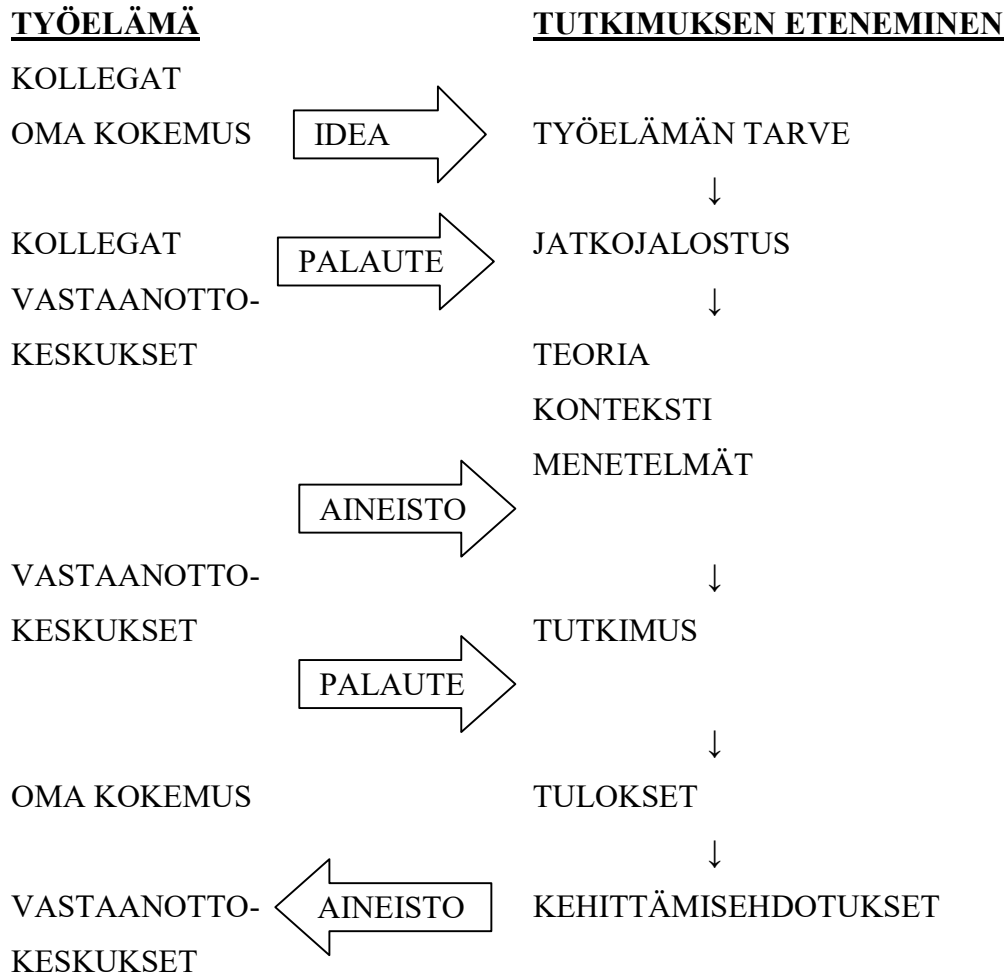 TYÖELÄMÄ TUTKIMUKSEN ETENEMINEN
KOLLEGAT
OMA KOKEMUS IDEA TYÖELÄMÄN TARVE
↓
KOLLEGAT PALAUTE JATKOJALOSTUS
VASTAANOTTO- ↓
KESKUKSET TEORIA
KONTEKSTI
MENETELMÄT
AINEISTO
VASTAANOTTO- ↓
KESKUKSET TUTKIMUS
PALAUTE
↓
OMA KOKEMUS TULOKSET
↓
VASTAANOTTO- AINEISTO KEHITTÄMISEHDOTUKSET
KESKUKSET